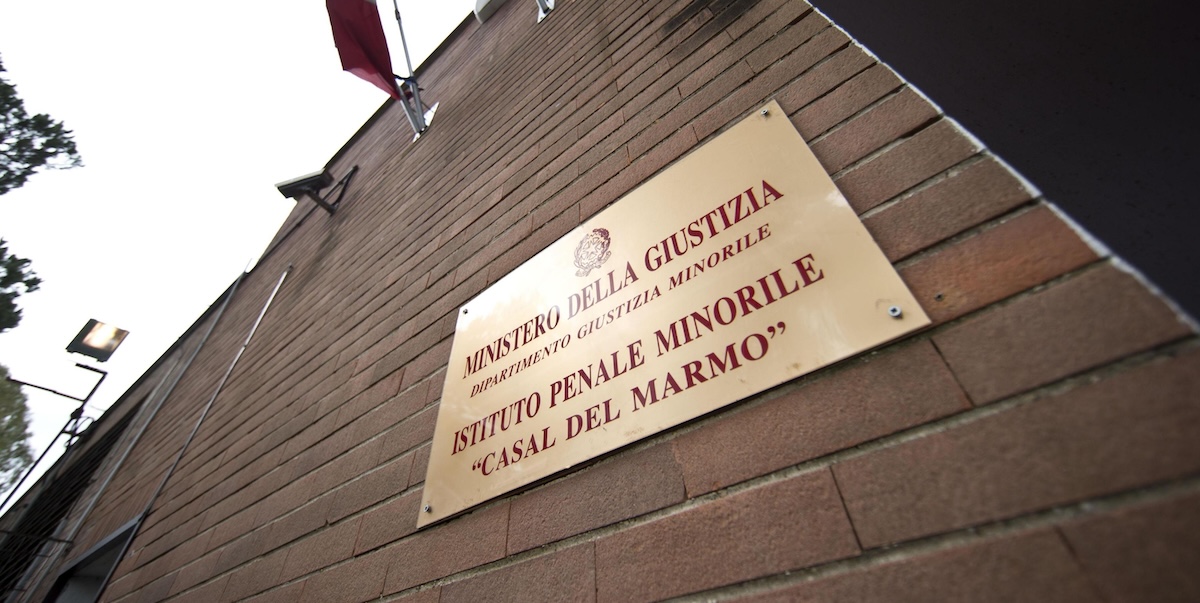 MINISTERO DELLA GIUSTIZIA
DIPARTIMENTO GIUSTIZIA MINORILE
ISTITUTO PENALE MINORILE
“CASAL DEL MARMO”